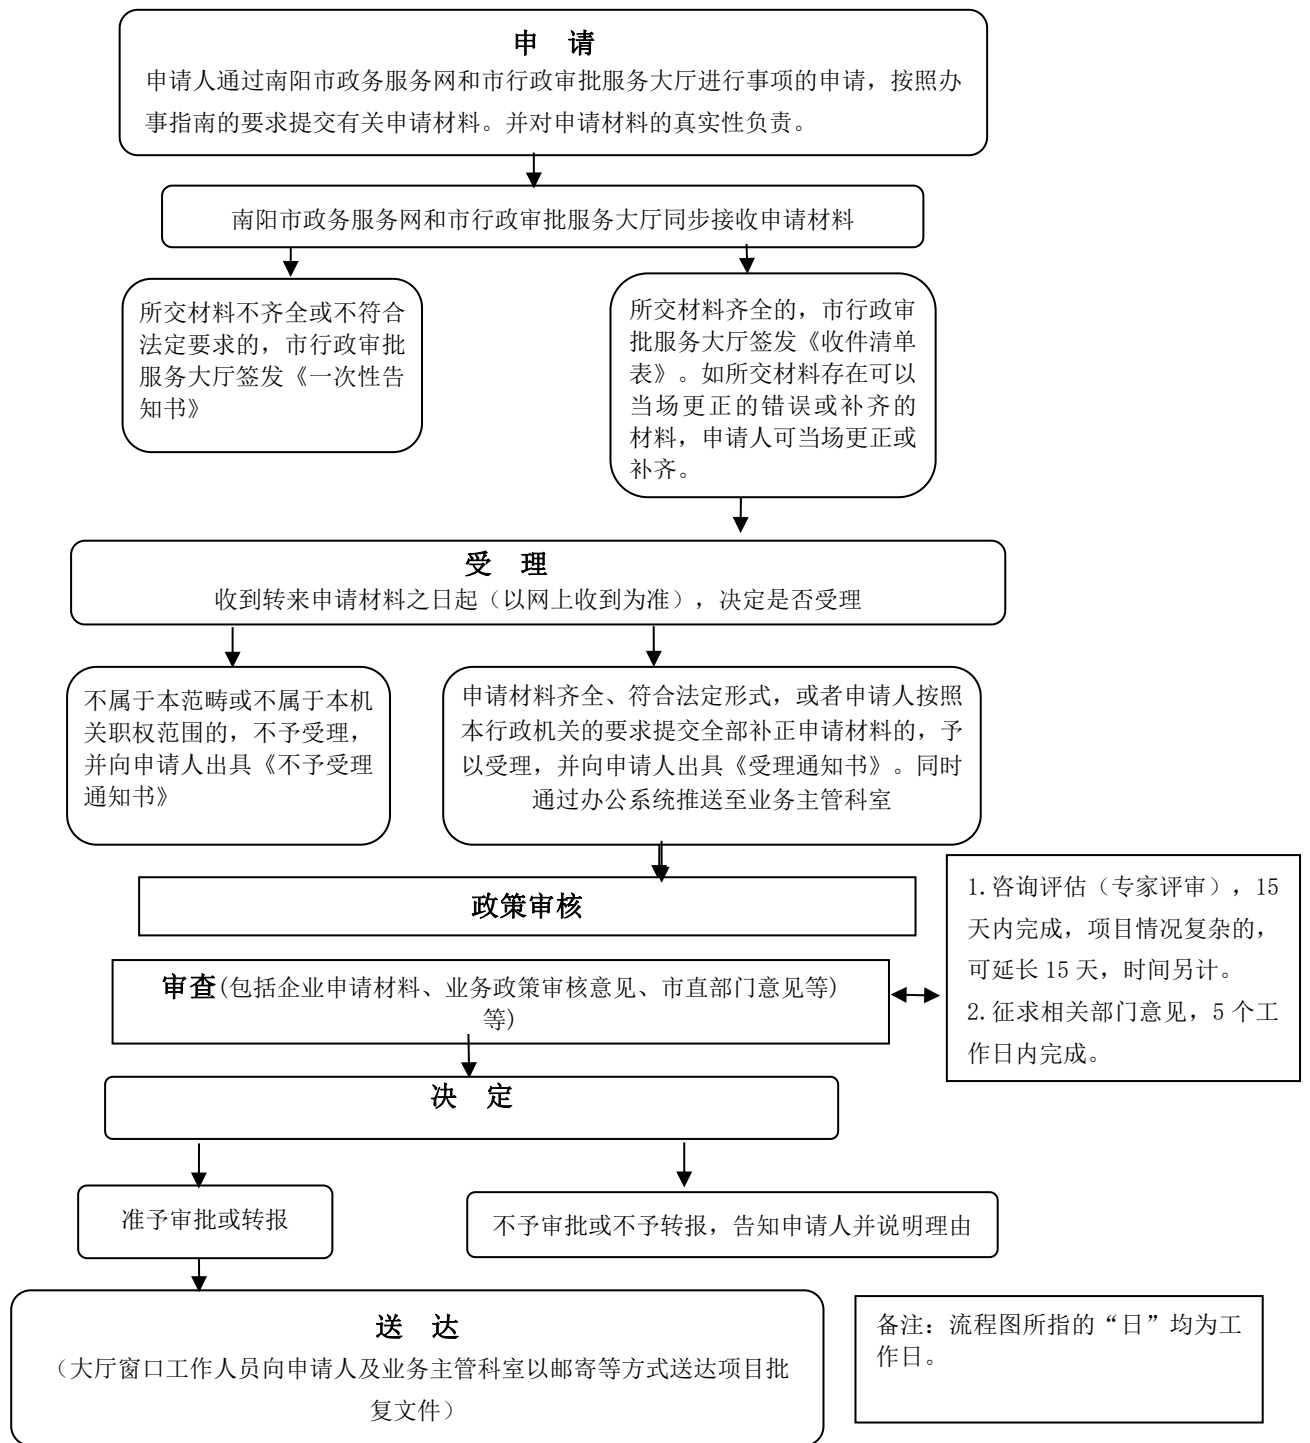 申 请
申请人通过南阳市政务服务网和市行政审批服务大厅进行事项的申请，按照办
事指南的要求提交有关申请材料。并对申请材料的真实性负责。
南阳市政务服务网和市行政审批服务大厅同步接收申请材料
所交材料不齐全或不符合
法定要求的，市行政审批
服务大厅签发《一次性告
知书》
所交材料齐全的，市行政审
批服务大厅签发《收件清单
表》。如所交材料存在可以
当场更正的错误或补齐的
材料，申请人可当场更正或
补齐。
受 理
收到转来申请材料之日起（以网上收到为准），决定是否受理
不属于本范畴或不属于本机
关职权范围的，不予受理，
并向申请人出具《不予受理
通知书》
申请材料齐全、符合法定形式，或者申请人按照
本行政机关的要求提交全部补正申请材料的，予
以受理，并向申请人出具《受理通知书》。同时
通过办公系统推送至业务主管科室
政策审核
1.咨询评估（专家评审），15
天内完成，项目情况复杂的，
可延长 15 天，时间另计。
2.征求相关部门意见，5 个工
作日内完成。
审查(包括企业申请材料、业务政策审核意见、市直部门意见等)
等)
决 定
准予审批或转报
不予审批或不予转报，告知申请人并说明理由
送 达
（大厅窗口工作人员向申请人及业务主管科室以邮寄等方式送达项目批
复文件）
备注：流程图所指的“日”均为工
作日。